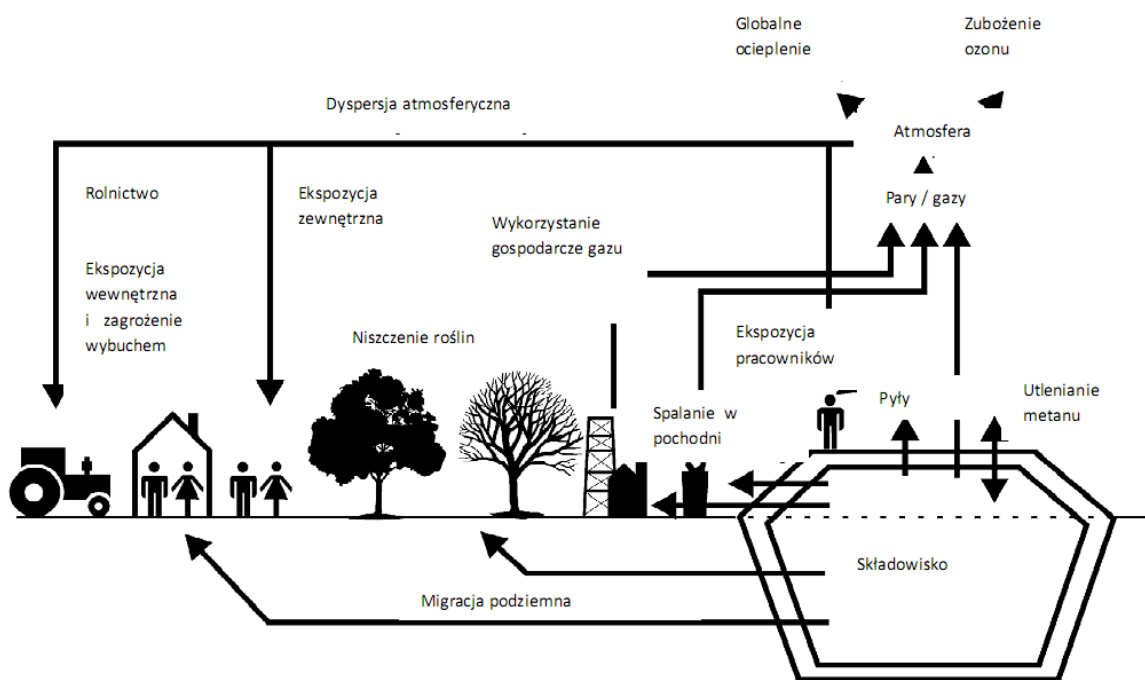 Globalne
ocieplenie
Zubożenie
ozonu
Dyspersja atmosferyczna
Atmosfera
Rolnictwo
Ekspozycja
zewnętrzna
Pary / gazy
Wykorzystanie
gospodarcze gazu
Ekspozycja
wewnętrzna
i zagrożenie
wybuchem
Niszczenie roślin
Ekspozycja
pracowników
Spalanie w
pochodni
Pyły
Utlenianie
metanu
Składowisko
Migracja podziemna